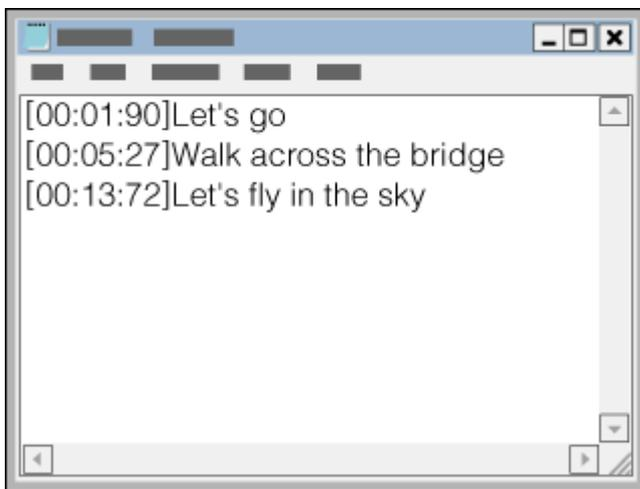 [00:01:90]Let's go
[00:05:27]Walk across the bridge
[00:13:72]Let's fly in the sky